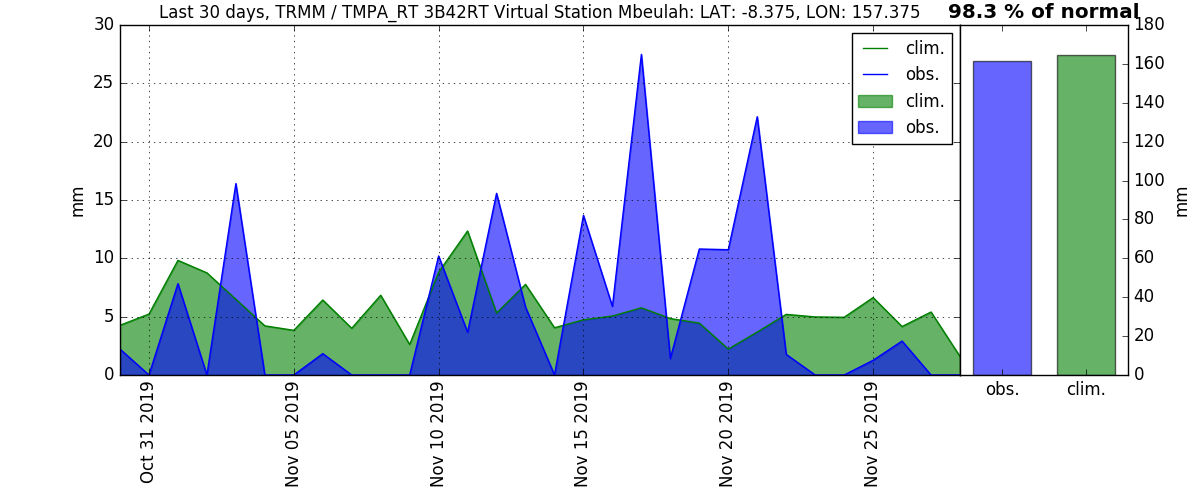 Last 30 days, TRMM / TMPA_RT 3B42RT Virtual Station Mbeulah: LAT: -8.375, LON: 157.375
98.3 % of normal
30
25
20
15
10
5
0
mm
clim.
obs.
clim.
obs.
Oct 31 2019
Nov 05 2019
Nov 10 2019
Nov 15 2019
Nov 20 2019
Nov 25 2019
180
160
140
120
100
80
60
40
20
0
mm
obs.
clim.